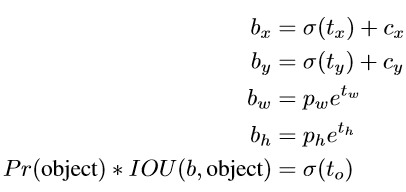 b_x = σ(t_x) + c_x
b_y = σ(t_y) + c_y
b_w = p_w e^{t_w}
b_h = p_h e^{t_h}
Pr(object) * IOU(b, object) = σ(t_o)